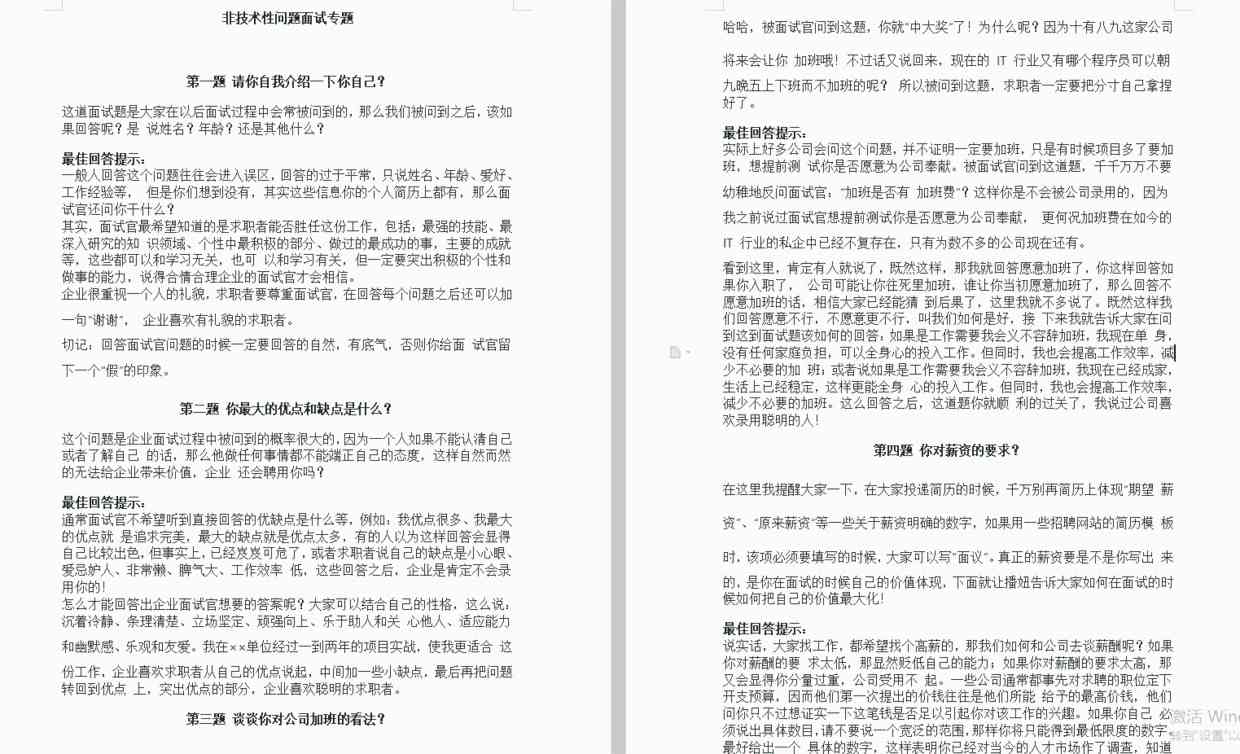 非技术性问题面试专题
第一题 请你自我介绍一下你自己？
这道面试题是大家在以后面试过程中会常被问到的，那么我们被问到之后，该如
果回答呢？是 说姓名？年龄？还是其他什么？
最佳回答提示：
一般人回答这个问题往往会进入误区，回答的过于平常，只说姓名、年龄、爱好、
工作经验等， 但是你们想到没有，其实这些信息你的个人简历上都有，那么面
试官还问你干什么？
其实，面试官最希望知道的是求职者能否胜任这份工作，包括：最强的技能、最
深入研究的知 识领域、个性中最积极的部分、做过的最成功的事，主要的成就
等，这些都可以和学习无关，也可 以和学习有关，但一定要突出积极的个性和
做事的能力，说得合情合理企业的面试官才会相信。
企业很重视一个人的礼貌，求职者要尊重面试官，在回答每个问题之后还可以加
一句“谢谢”， 企业喜欢有礼貌的求职者。
切记：回答面试官问题的时候一定要回答的自然，有底气，否则你给面 试官留
下一个“假”的印象。
第二题 你最大的优点和缺点是什么？
这个问题是企业面试过程中被问到的概率很大的，因为一个人如果不能认清自己
或者了解自己 的话，那么他做任何事情都不能端正自己的态度，这样自然而然
的无法给企业带来价值，企业 还会聘用你吗？
最佳回答提示：
通常面试官不希望听到直接回答的优缺点是什么等，例如：我优点很多、我最大
的优点就 是追求完美，最大的缺点就是优点太多，有的人以为这样回答会显得
自己比较出色，但事实上，已经岌岌可危了，或者求职者说自己的缺点是小心眼、
爱忌妒人、非常懒、脾气大、工作效率 低，这些回答之后，企业是肯定不会录
用你的！
怎么才能回答出企业面试官想要的答案呢？大家可以结合自己的性格，这么说：
沉着冷静、条理清楚、立场坚定、顽强向上、乐于助人和关 心他人、适应能力
和幽默感、乐观和友爱。我在××单位经过一到两年的项目实战，使我更适合 这
份工作，企业喜欢求职者从自己的优点说起，中间加一些小缺点，最后再把问题
转回到优点 上，突出优点的部分，企业喜欢聪明的求职者。
第三题 谈谈你对公司加班的看法？
哈哈，被面试官问到这题，你就“中大奖”了！为什么呢？因为十有八九这家公司
将来会让你 加班哦！不过话又说回来，现在的 IT 行业又有哪个程序员可以朝
九晚五上下班而不加班的呢？ 所以被问到这题，求职者一定要把分寸自己拿捏
好了。
最佳回答提示：
实际上好多公司会问这个问题，并不证明一定要加班，只是有时候项目多了要加
班，想提前测 试你是否愿意为公司奉献。被面试官问到这道题，千千万万不要
幼稚地反问面试官：“加班是否有 加班费”？这样你是不会被公司录用的，因为
我之前说过面试官想提前测试你是否愿意为公司奉献， 更何况加班费在如今的
IT 行业的私企中已经不复存在，只有为数不多的公司现在还有。
看到这里，肯定有人就说了，既然这样，那我就回答愿意加班了，你这样回答如
果你入职了， 公司可能让你往死里加班，谁让你当初愿意加班了，那么回答不
愿意加班的话，相信大家已经能猜 到后果了，这里我就不多说了。既然这样我
们回答愿意不行，不愿意更不行，叫我们如何是好，接 下来我就告诉大家在问
到这到面试题该如何的回答：如果是工作需要我会义不容辞加班，我现在单 身，
没有任何家庭负担，可以全身心的投入工作。但同时，我也会提高工作效率，减
少不必要的加 班；或者说如果是工作需要我会义不容辞加班，我现在已经成家，
生活上已经稳定，这样更能全身 心的投入工作。但同时，我也会提高工作效率，
减少不必要的加班。这么回答之后，这道题你就顺 利的过关了，我说过公司喜
欢录用聪明的人！
第四题 你对薪资的要求？
在这里我提醒大家一下，在大家投递简历的时候，千万别再简历上体现“期望 薪
资”、“原来薪资”等一些关于薪资明确的数字，如果用一些招聘网站的简历模 板
时，该项必须要填写的时候，大家可以写“面议”。真正的薪资要是不是你写出 来
的，是你在面试的时候自己的价值体现，下面就让播妞告诉大家如何在面试的时
候如何把自己的价值最大化！
最佳回答提示：
说实话，大家找工作，都希望找个高薪的，那我们如何和公司去谈薪酬呢？如果
你对薪酬的要 求太低，那显然贬低自己的能力；如果你对薪酬的要求太高，那
又会显得你分量过重，公司受用不 起。一些公司通常都事先对求聘的职位定下
开支预算，因而他们第一次提出的价钱往往是他们所能 给予的最高价钱，他们
问你只不过想证实一下这笔钱是否足以引起你对该工作的兴趣。如果你自己 必
须说出具体数目，请不要说一个宽泛的范围，那样你将只能得到最低限度的数字。
最好给出一个 具体的数字，这样表明你已经对当今的人才市场作了调查，知道
激活 Win
转到“设置”以